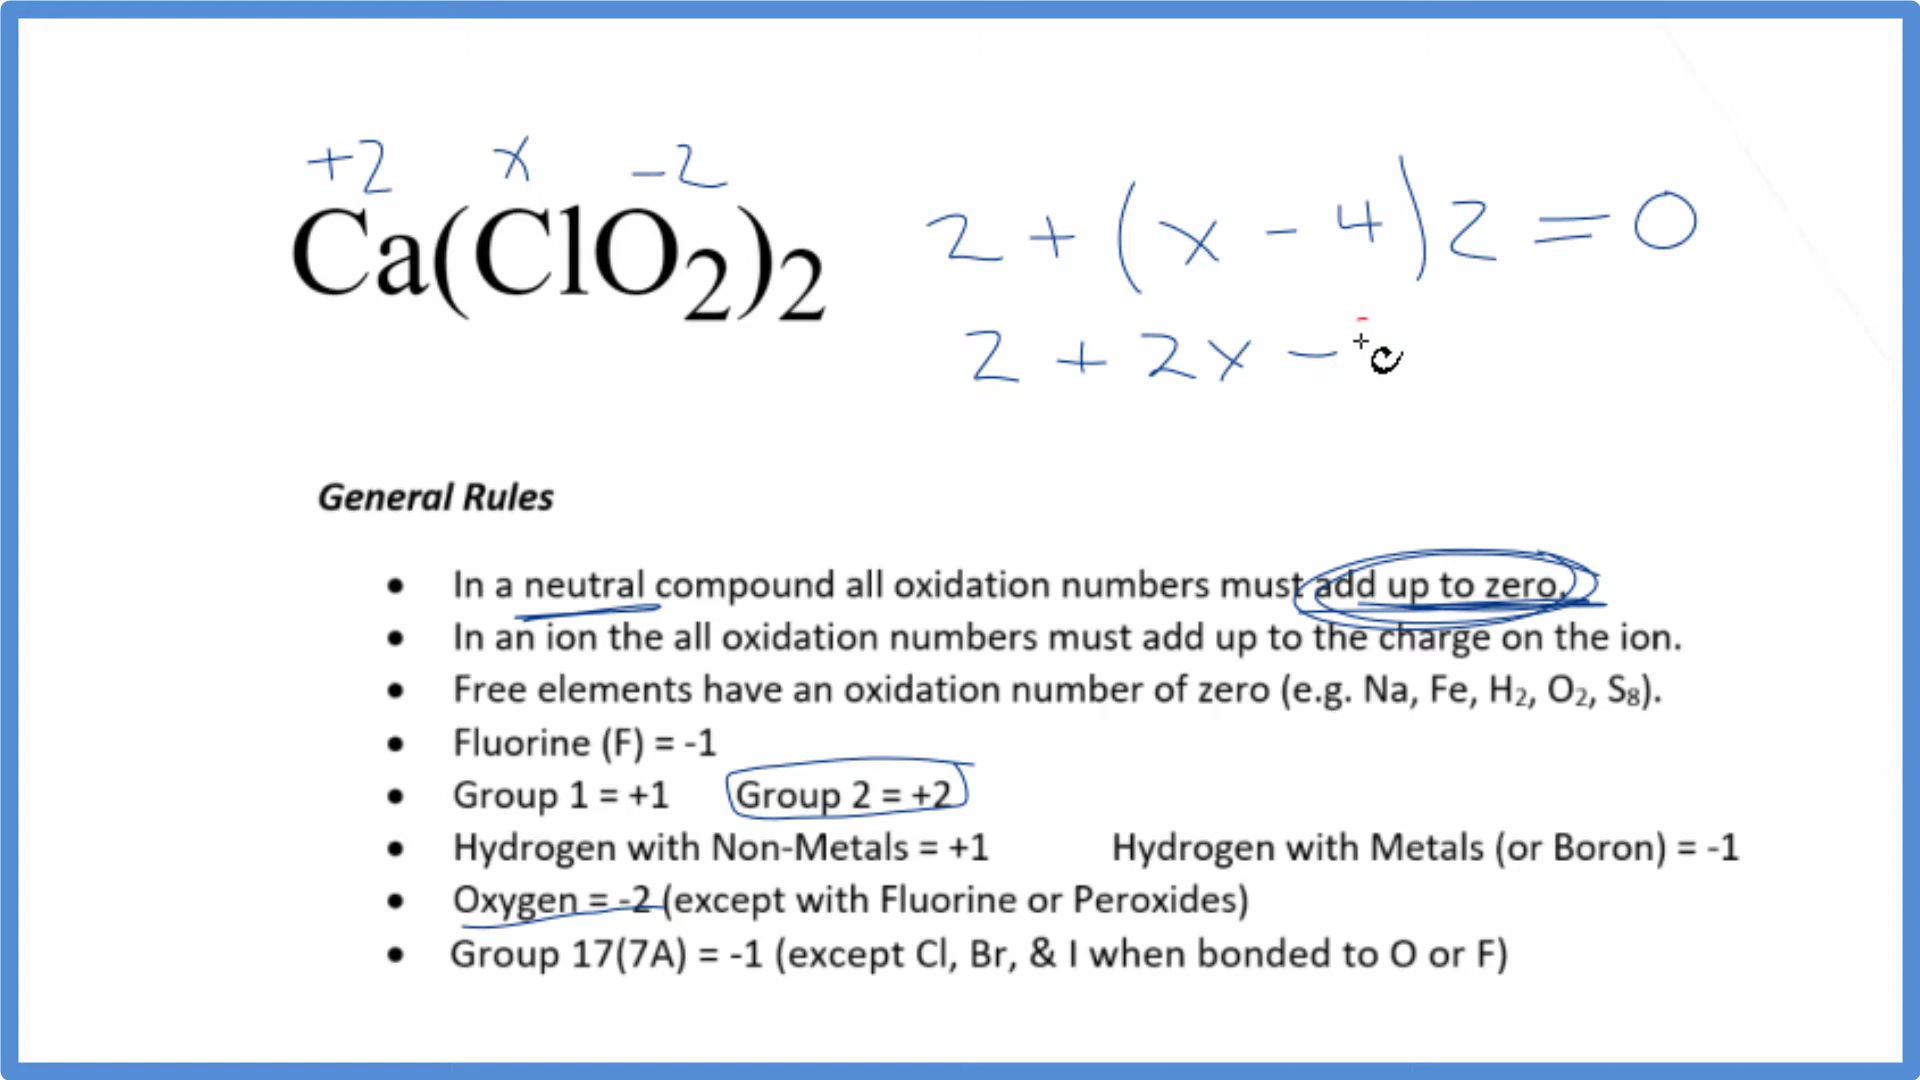 +2 x -2
Ca(ClO₂)₂ 2 + (x - 4)2 = 0
2 + 2x -
General Rules
• In a neutral compound all oxidation numbers must add up to zero.
• In an ion the all oxidation numbers must add up to the charge on the ion.
• Free elements have an oxidation number of zero (e.g. Na, Fe, H₂, O₂, S₈).
• Fluorine (F) = -1
• Group 1 = +1 Group 2 = +2
• Hydrogen with Non-Metals = +1 Hydrogen with Metals (or Boron) = -1
• Oxygen = -2 (except with Fluorine or Peroxides)
• Group 17(7A) = -1 (except Cl, Br, & I when bonded to O or F)